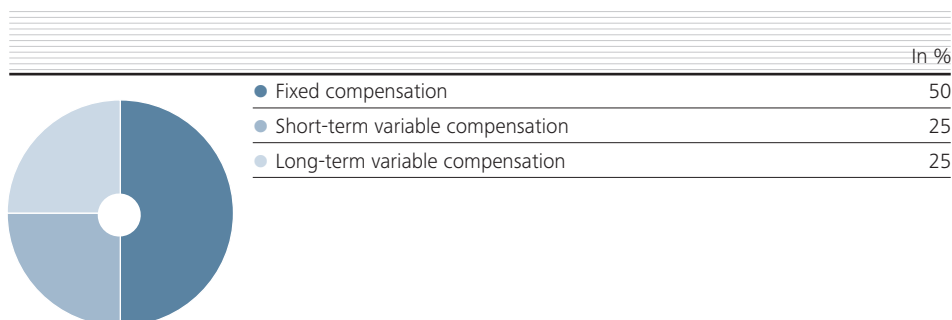 In %
Fixed compensation 50
Short-term variable compensation 25
Long-term variable compensation 25